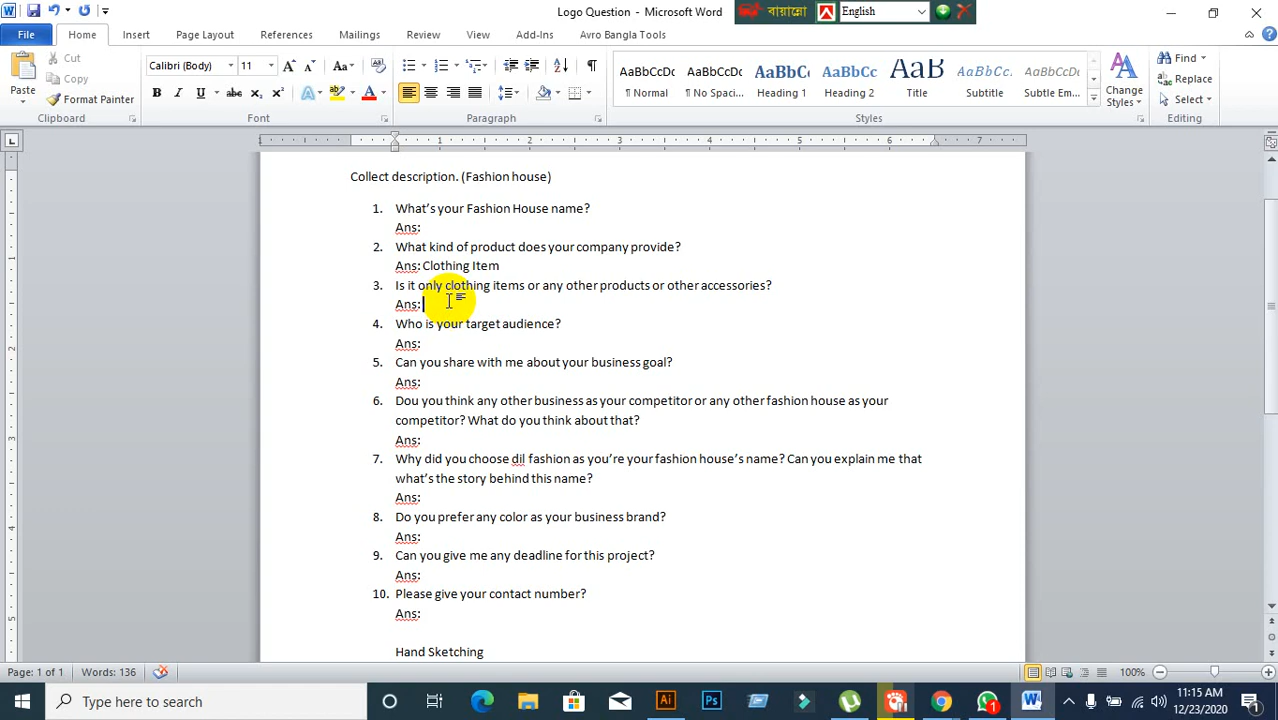 Logo Question - Microsoft Word
বায়ান্নো
English
File Home Insert Page Layout References Mailings Review View Add-Ins Avro Bangla Tools
Paste
Cut
Copy
Format Painter
Clipboard
Calibri (Body) 11
Font
Paragraph
AaBbCcDc AaBbCcDc AaBbCc AaBbCc AaB AaBbCcDc AaBbCcDc
¶ Normal ¶ No Spaci... Heading 1 Heading 2 Title Subtitle Subtle Em...
Change Styles
Styles
Find
Replace
Select
Editing
Collect description. (Fashion house)
1. What's your Fashion House name?
Ans:
2. What kind of product does your company provide?
Ans: Clothing Item
3. Is it only clothing items or any other products or other accessories?
Ans:
4. Who is your target audience?
Ans:
5. Can you share with me about your business goal?
Ans:
6. Dou you think any other business as your competitor or any other fashion house as your
competitor? What do you think about that?
Ans:
7. Why did you choose dil fashion as you're your fashion house's name? Can you explain me that
what's the story behind this name?
Ans:
8. Do you prefer any color as your business brand?
Ans:
9. Can you give me any deadline for this project?
Ans:
10. Please give your contact number?
Ans:
Hand Sketching
Page: 1 of 1 Words: 136 100%
Type here to search
11:15 AM
12/23/2020